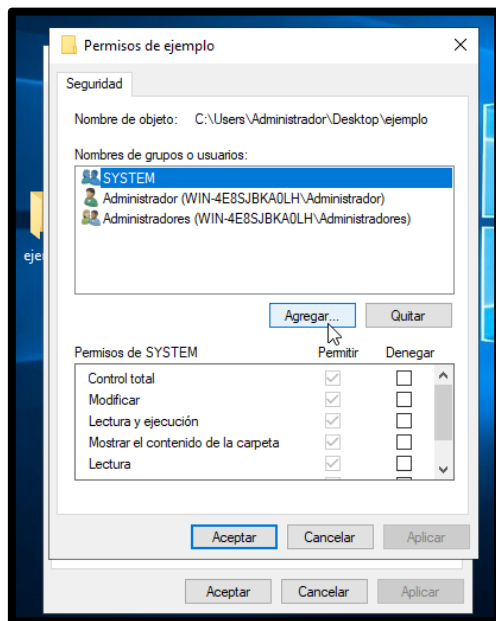 Permisos de ejemplo
Seguridad
Nombre de objeto: C:\Users\Administrador\Desktop\ejemplo
Nombres de grupos o usuarios:
SYSTEM
Administrador (WIN-4E8SJBKA0LH\Administrador)
Administradores (WIN-4E8SJBKA0LH\Administradores)
eje
Agregar... Quitar
Permisos de SYSTEM Permitir Denegar
Control total
Modificar
Lectura y ejecución
Mostrar el contenido de la carpeta
Lectura
Aceptar Cancelar Aplicar
Aceptar Cancelar Aplicar